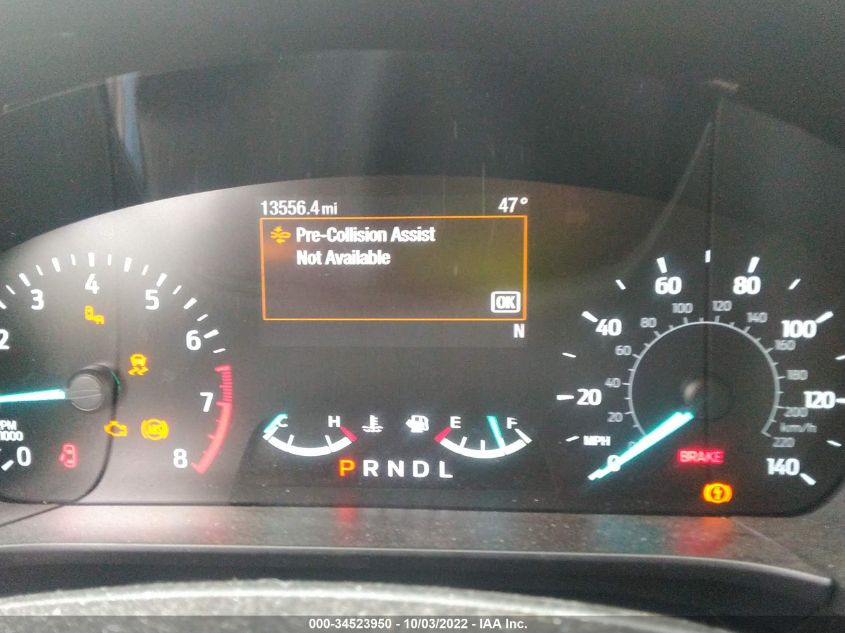 13556.4 mi 47°
Pre-Collision Assist
Not Available
OK
N
2 3 4 5 6 7 8
0
x1000
ABS
C H E F
P R N D L
0 20 40 60 80 100 120 140
MPH
20 40 60 80 100 120 140 160 180 200 220
km/h
BRAKE
000-34523950 - 10/03/2022 - IAA Inc.